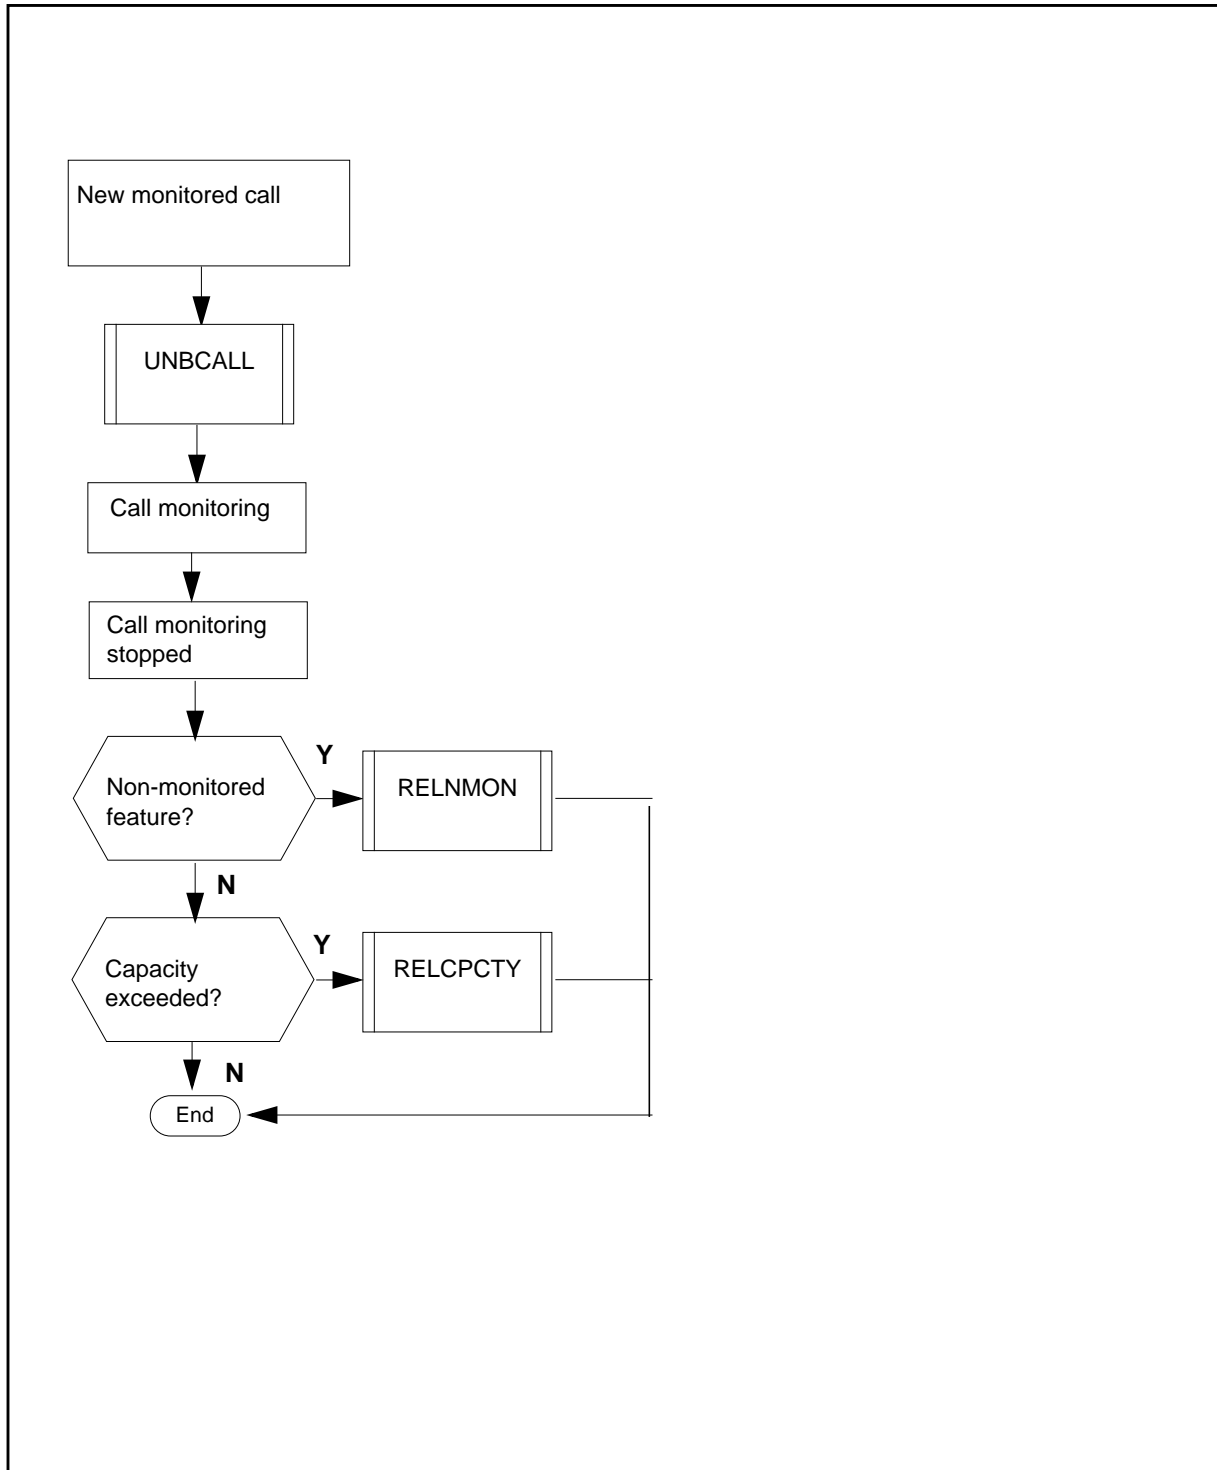 New monitored call
UNBCALL
Call monitoring
Call monitoring
stopped
Non-monitored
feature?
Y
RELNMON
N
Capacity
exceeded?
Y
RELCPCTY
N
End